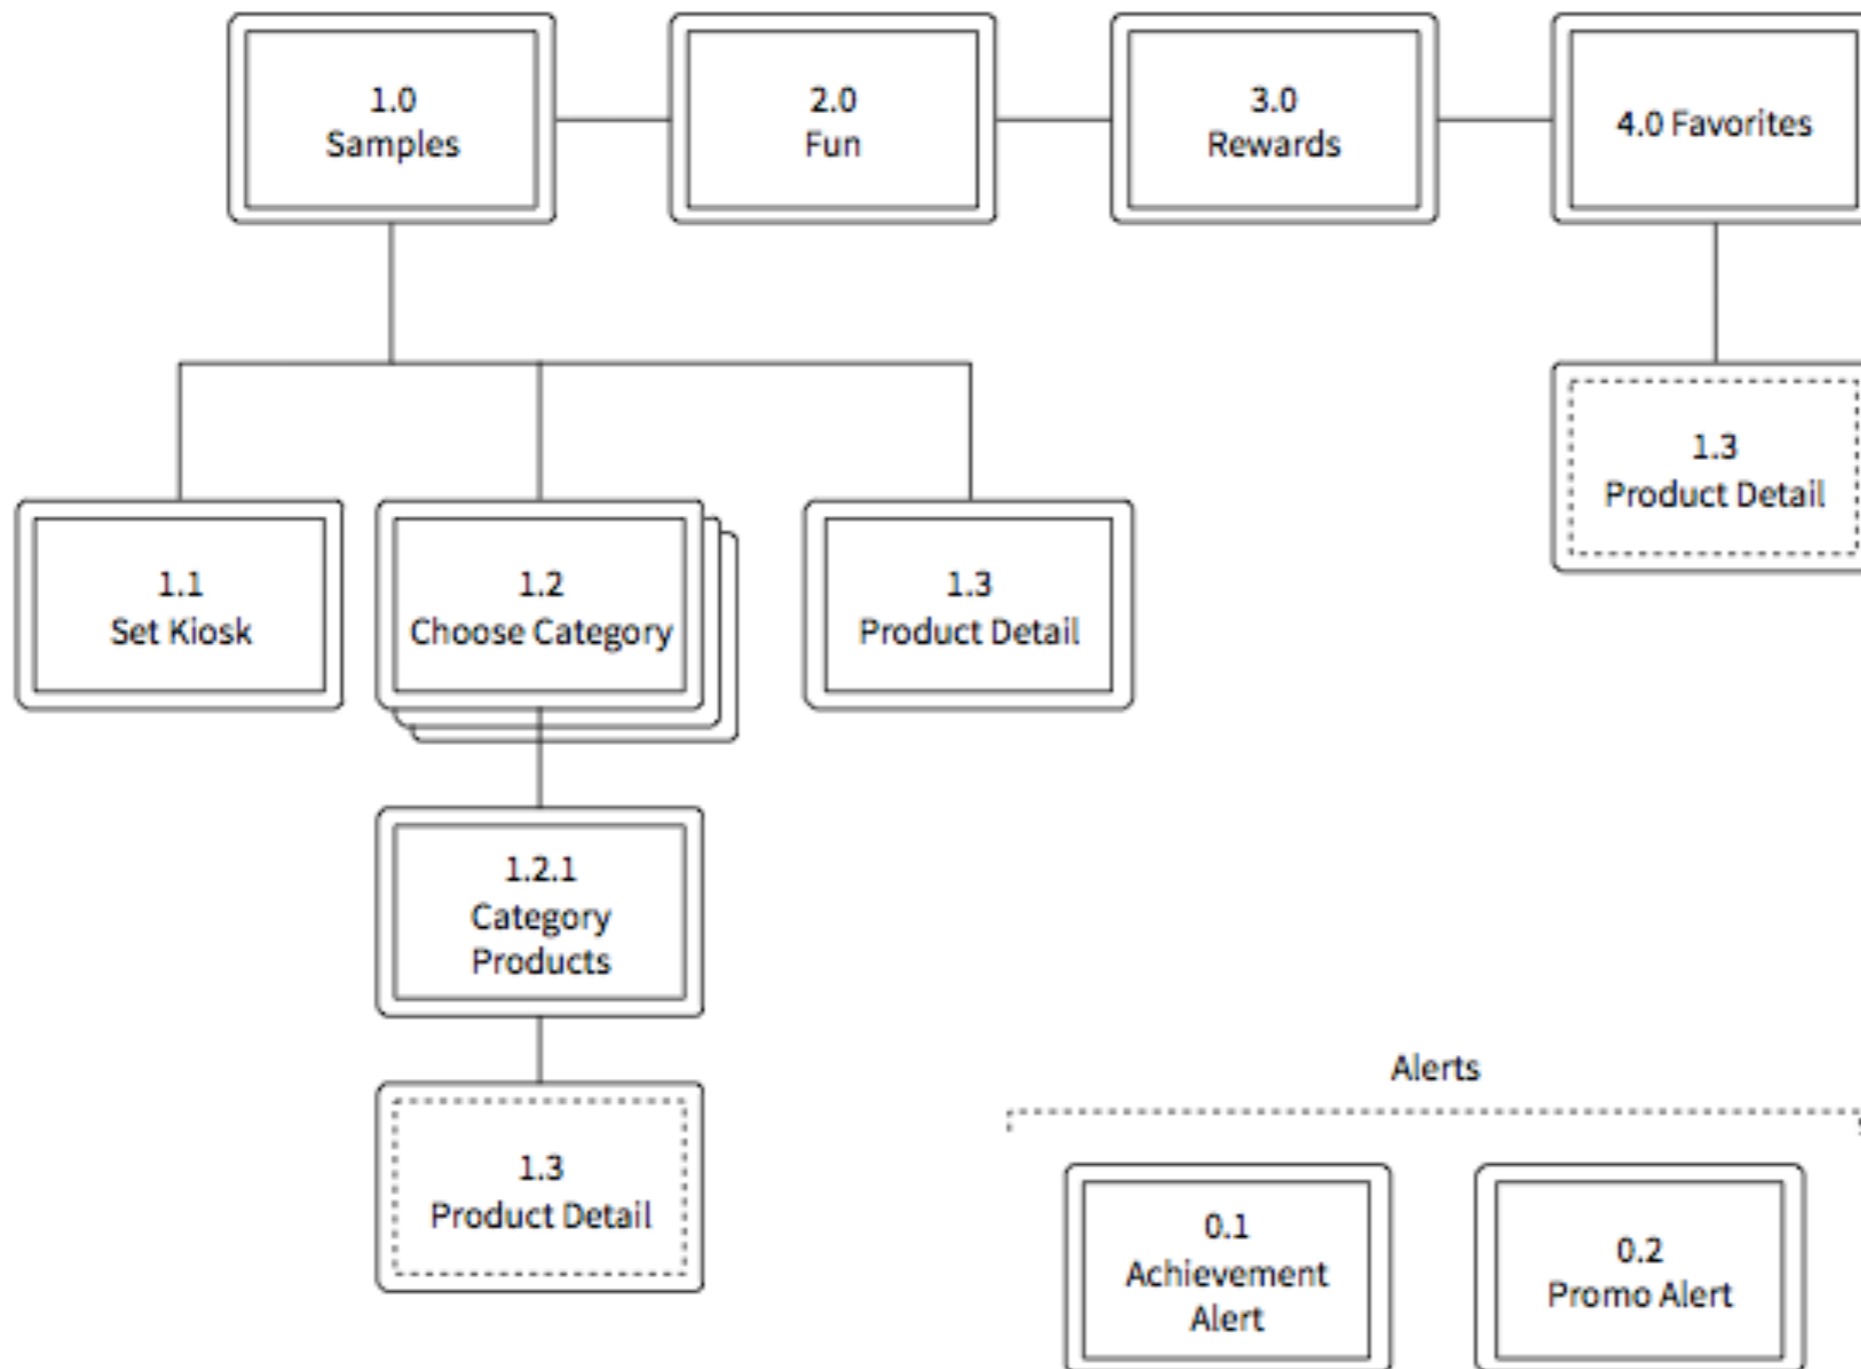 1.0
Samples
2.0
Fun
3.0
Rewards
4.0 Favorites
1.3
Product Detail
1.1
Set Kiosk
1.2
Choose Category
1.3
Product Detail
1.2.1
Category
Products
1.3
Product Detail
Alerts
0.1
Achievement
Alert
0.2
Promo Alert